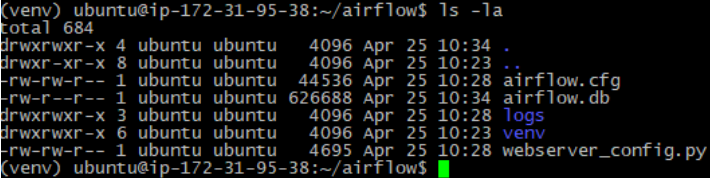 (venv) ubuntu@ip-172-31-95-38:~/airflow$ ls -la
total 684
drwxrwxr-x 4 ubuntu ubuntu   4096 Apr 25 10:34 .
drwxr-xr-x 8 ubuntu ubuntu   4096 Apr 25 10:23 ..
-rw-rw-r-- 1 ubuntu ubuntu  44536 Apr 25 10:28 airflow.cfg
-rw-r--r-- 1 ubuntu ubuntu 626688 Apr 25 10:34 airflow.db
drwxrwxr-x 3 ubuntu ubuntu   4096 Apr 25 10:28 logs
drwxrwxr-x 6 ubuntu ubuntu   4096 Apr 25 10:23 venv
-rw-rw-r-- 1 ubuntu ubuntu   4695 Apr 25 10:28 webserver_config.py
(venv) ubuntu@ip-172-31-95-38:~/airflow$